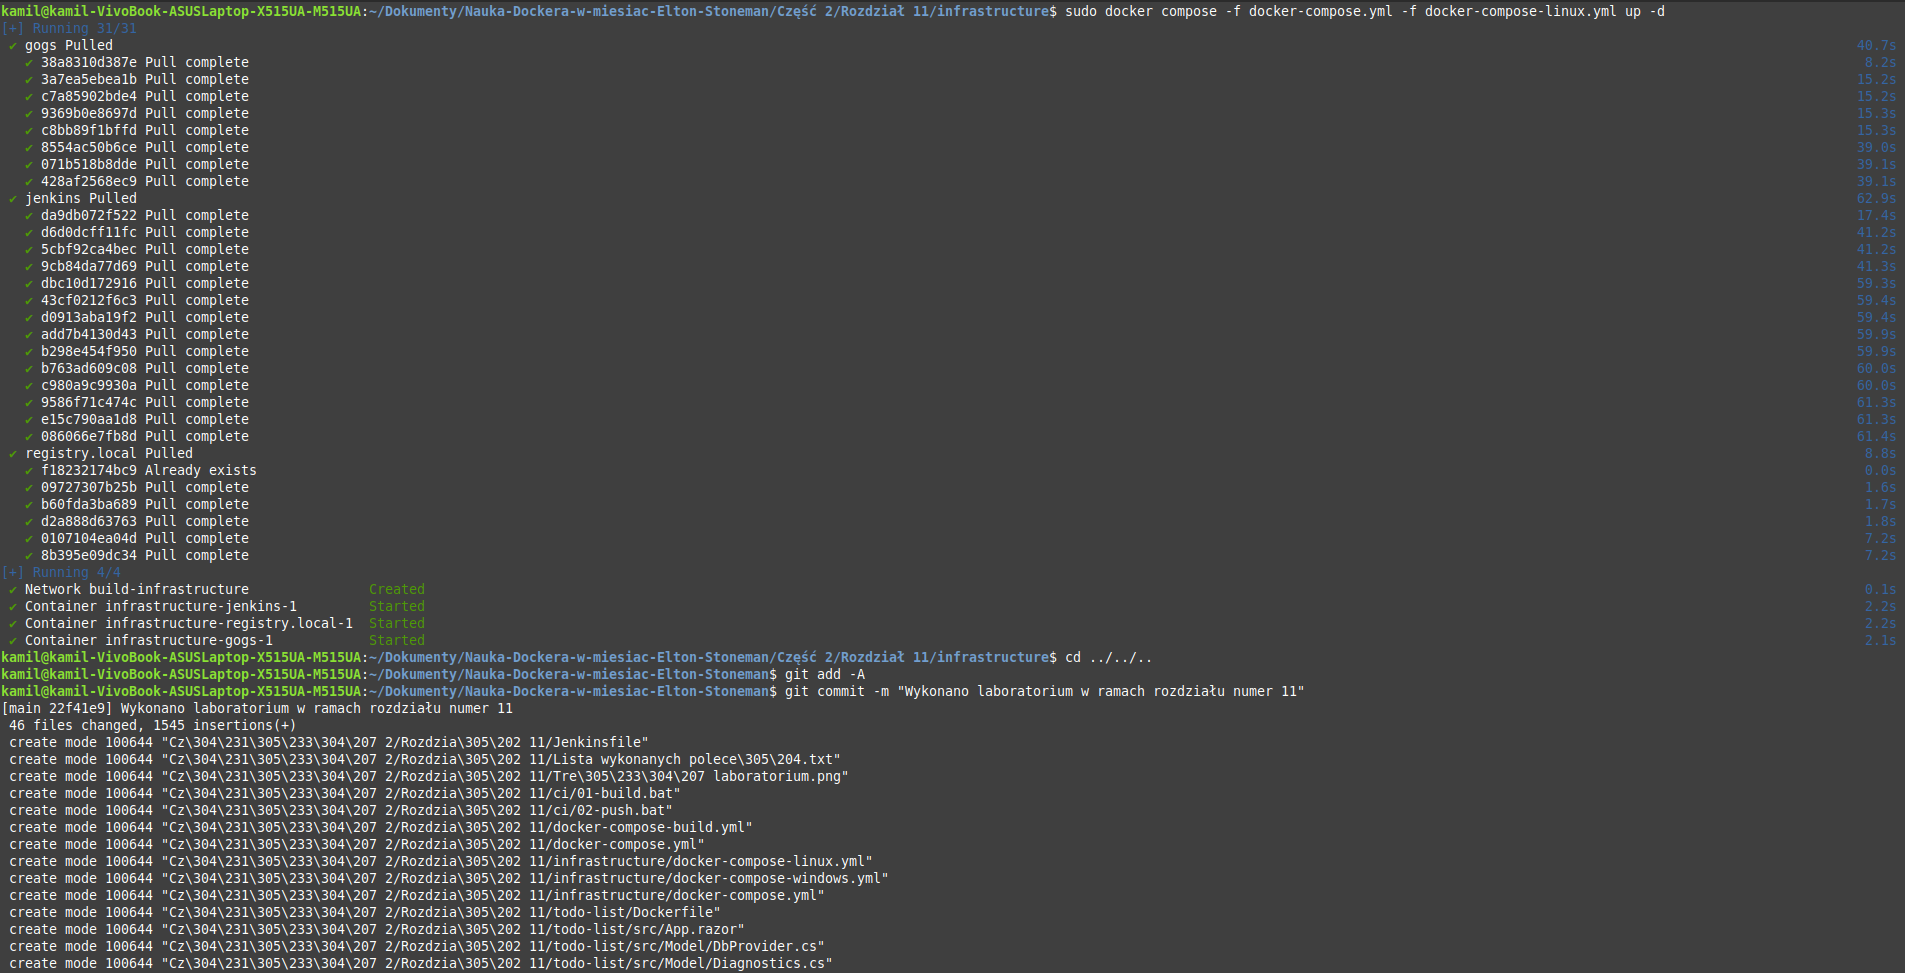 kamil@kamil-VivoBook-ASUSLaptop-X515UA-M515UA:~/Dokumenty/Nauka-Dockera-w-miesiac-Elton-Stoneman/Część 2/Rozdział 11/infrastructure$ sudo docker compose -f docker-compose.yml -f docker-compose-linux.yml up -d
[+] Running 31/31
✔ gogs Pulled 40.7s
✔ 38a8310d387e Pull complete 8.2s
✔ 3a7ea5ebea1b Pull complete 15.2s
✔ c7a85902bde4 Pull complete 15.2s
✔ 9369b0e8697d Pull complete 15.3s
✔ c8bb89f1bffd Pull complete 15.3s
✔ 8554ac50b6ce Pull complete 39.0s
✔ 071b518b8dde Pull complete 39.1s
✔ 428af2568ec9 Pull complete 39.1s
✔ jenkins Pulled 62.9s
✔ da9db072f522 Pull complete 17.4s
✔ d6d0dcff11fc Pull complete 41.2s
✔ 5cbf92ca4bec Pull complete 41.2s
✔ 9cb84da77d69 Pull complete 41.3s
✔ dbc10d172916 Pull complete 59.3s
✔ 43cf0212f6c3 Pull complete 59.4s
✔ d0913aba19f2 Pull complete 59.4s
✔ add7b4130d43 Pull complete 59.9s
✔ b298e454f950 Pull complete 59.9s
✔ b763ad609c08 Pull complete 60.0s
✔ c980a9c9930a Pull complete 60.0s
✔ 9586f71c474c Pull complete 61.3s
✔ e15c790aa1d8 Pull complete 61.3s
✔ 086066e7fb8d Pull complete 61.4s
✔ registry.local Pulled 8.8s
✔ f18232174bc9 Already exists 0.0s
✔ 09727307b25b Pull complete 1.6s
✔ b60fda3ba689 Pull complete 1.7s
✔ d2a888d63763 Pull complete 1.8s
✔ 0107104ea04d Pull complete 7.2s
✔ 8b395e09dc34 Pull complete 7.2s
[+] Running 4/4
✔ Network build-infrastructure Created 0.1s
✔ Container infrastructure-jenkins-1 Started 2.2s
✔ Container infrastructure-registry.local-1 Started 2.2s
✔ Container infrastructure-gogs-1 Started 2.1s
kamil@kamil-VivoBook-ASUSLaptop-X515UA-M515UA:~/Dokumenty/Nauka-Dockera-w-miesiac-Elton-Stoneman/Część 2/Rozdział 11/infrastructure$ cd ../../..
kamil@kamil-VivoBook-ASUSLaptop-X515UA-M515UA:~/Dokumenty/Nauka-Dockera-w-miesiac-Elton-Stoneman$ git add -A
kamil@kamil-VivoBook-ASUSLaptop-X515UA-M515UA:~/Dokumenty/Nauka-Dockera-w-miesiac-Elton-Stoneman$ git commit -m "Wykonano laboratorium w ramach rozdziału numer 11"
[main 22f41e9] Wykonano laboratorium w ramach rozdziału numer 11
46 files changed, 1545 insertions(+)
create mode 100644 "Cz\304\231\305\233\304\207 2/Rozdzia\305\202 11/Jenkinsfile"
create mode 100644 "Cz\304\231\305\233\304\207 2/Rozdzia\305\202 11/Lista wykonanych polece\305\204.txt"
create mode 100644 "Cz\304\231\305\233\304\207 2/Rozdzia\305\202 11/Tre\305\233\304\207 laboratorium.png"
create mode 100644 "Cz\304\231\305\233\304\207 2/Rozdzia\305\202 11/ci/01-build.bat"
create mode 100644 "Cz\304\231\305\233\304\207 2/Rozdzia\305\202 11/ci/02-push.bat"
create mode 100644 "Cz\304\231\305\233\304\207 2/Rozdzia\305\202 11/docker-compose-build.yml"
create mode 100644 "Cz\304\231\305\233\304\207 2/Rozdzia\305\202 11/docker-compose.yml"
create mode 100644 "Cz\304\231\305\233\304\207 2/Rozdzia\305\202 11/infrastructure/docker-compose-linux.yml"
create mode 100644 "Cz\304\231\305\233\304\207 2/Rozdzia\305\202 11/infrastructure/docker-compose-windows.yml"
create mode 100644 "Cz\304\231\305\233\304\207 2/Rozdzia\305\202 11/infrastructure/docker-compose.yml"
create mode 100644 "Cz\304\231\305\233\304\207 2/Rozdzia\305\202 11/todo-list/Dockerfile"
create mode 100644 "Cz\304\231\305\233\304\207 2/Rozdzia\305\202 11/todo-list/src/App.razor"
create mode 100644 "Cz\304\231\305\233\304\207 2/Rozdzia\305\202 11/todo-list/src/Model/DbProvider.cs"
create mode 100644 "Cz\304\231\305\233\304\207 2/Rozdzia\305\202 11/todo-list/src/Model/Diagnostics.cs"